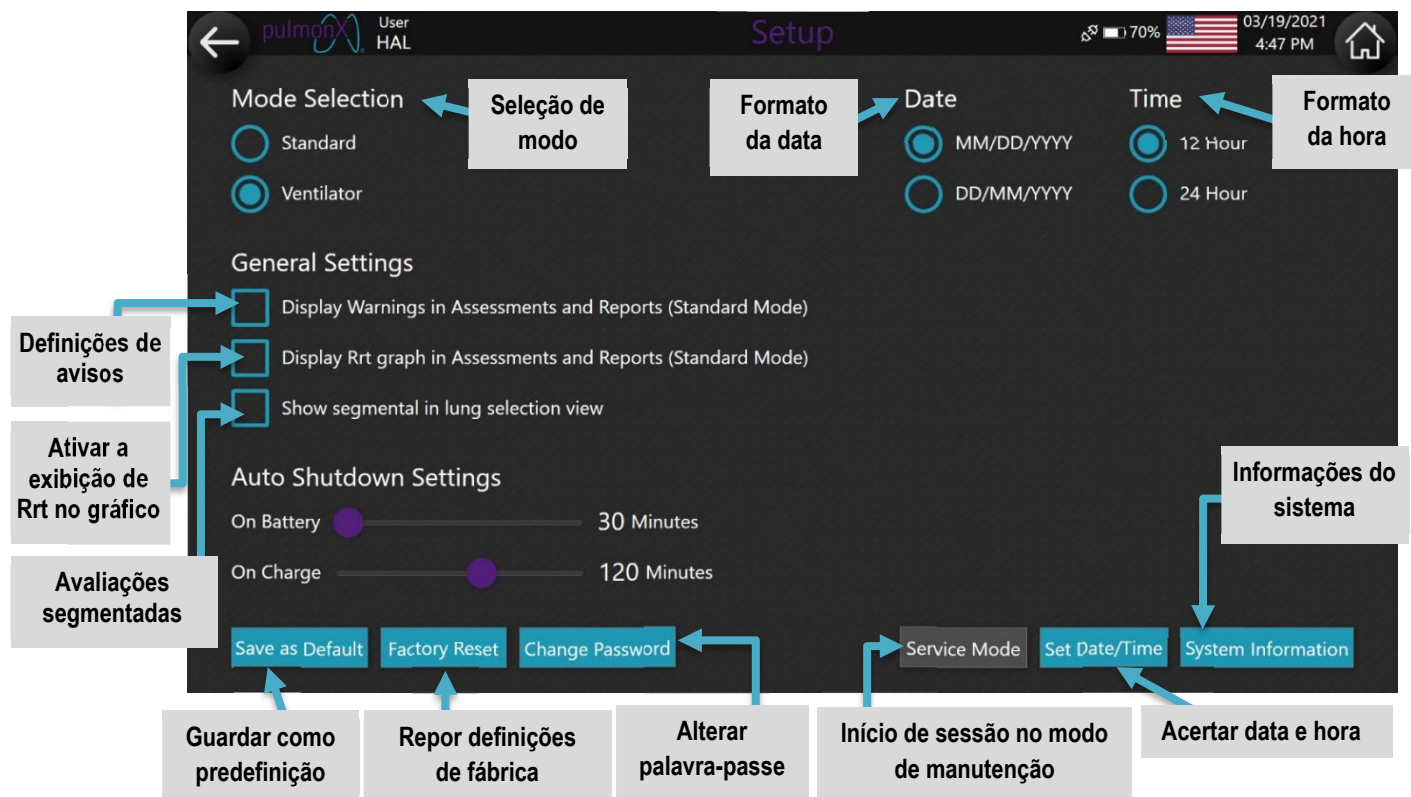 pulmonX
User
HAL
Setup
70%
03/19/2021
4:47 PM
Mode Selection
Seleção de
modo
Formato
da data
Date
Time
Formato
da hora
Standard
MM/DD/YYYY
12 Hour
Ventilator
DD/MM/YYYY
24 Hour
General Settings
Display Warnings in Assessments and Reports (Standard Mode)
Definições de
avisos
Display Rrt graph in Assessments and Reports (Standard Mode)
Show segmental in lung selection view
Ativar a
exibição de
Rrt no gráfico
Auto Shutdown Settings
Informações do
sistema
On Battery
30 Minutes
On Charge
120 Minutes
Avaliações
segmentadas
Save as Default
Factory Reset
Change Password
Service Mode
Set Date/Time
System Information
Guardar como
predefinição
Repor definições
de fábrica
Alterar
palavra-passe
Início de sessão no modo
de manutenção
Acertar data e hora